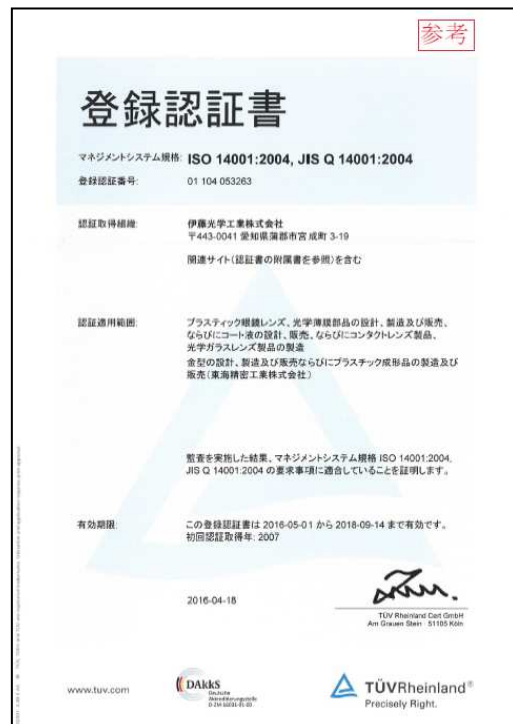 参考
登録認証書
マネジメントシステム規格: ISO 14001:2004, JIS Q 14001:2004
登録認証番号: 01 104 053263
認証取得組織: 伊藤光学工業株式会社
〒443-0041 愛知県蒲郡市宮成町 3-19
関連サイト(認証書の附属書を参照)を含む
認証適用範囲: プラスティック眼鏡レンズ、光学薄膜部品の設計、製造及び販売、
ならびにコート液の設計、販売、ならびにコンタクトレンズ製品、
光学ガラスレンズ製品の製造
金型の設計、製造及び販売ならびにプラスチック成形品の製造及び
販売(東海精密工業株式会社)
監査を実施した結果、マネジメントシステム規格 ISO 14001:2004,
JIS Q 14001:2004 の要求事項に適合していることを証明します。
有効期限: この登録認証書は 2016-05-01 から 2018-09-14 まで有効です。
初回認証取得年: 2007
2016-04-18
TÜV Rheinland Cert GmbH
Am Grauen Stein · 51105 Köln
www.tuv.com
DAkkS
Deutsche
Akkreditierungsstelle
D-ZM-16031-01-00
TÜVRheinland®
Precisely Right.